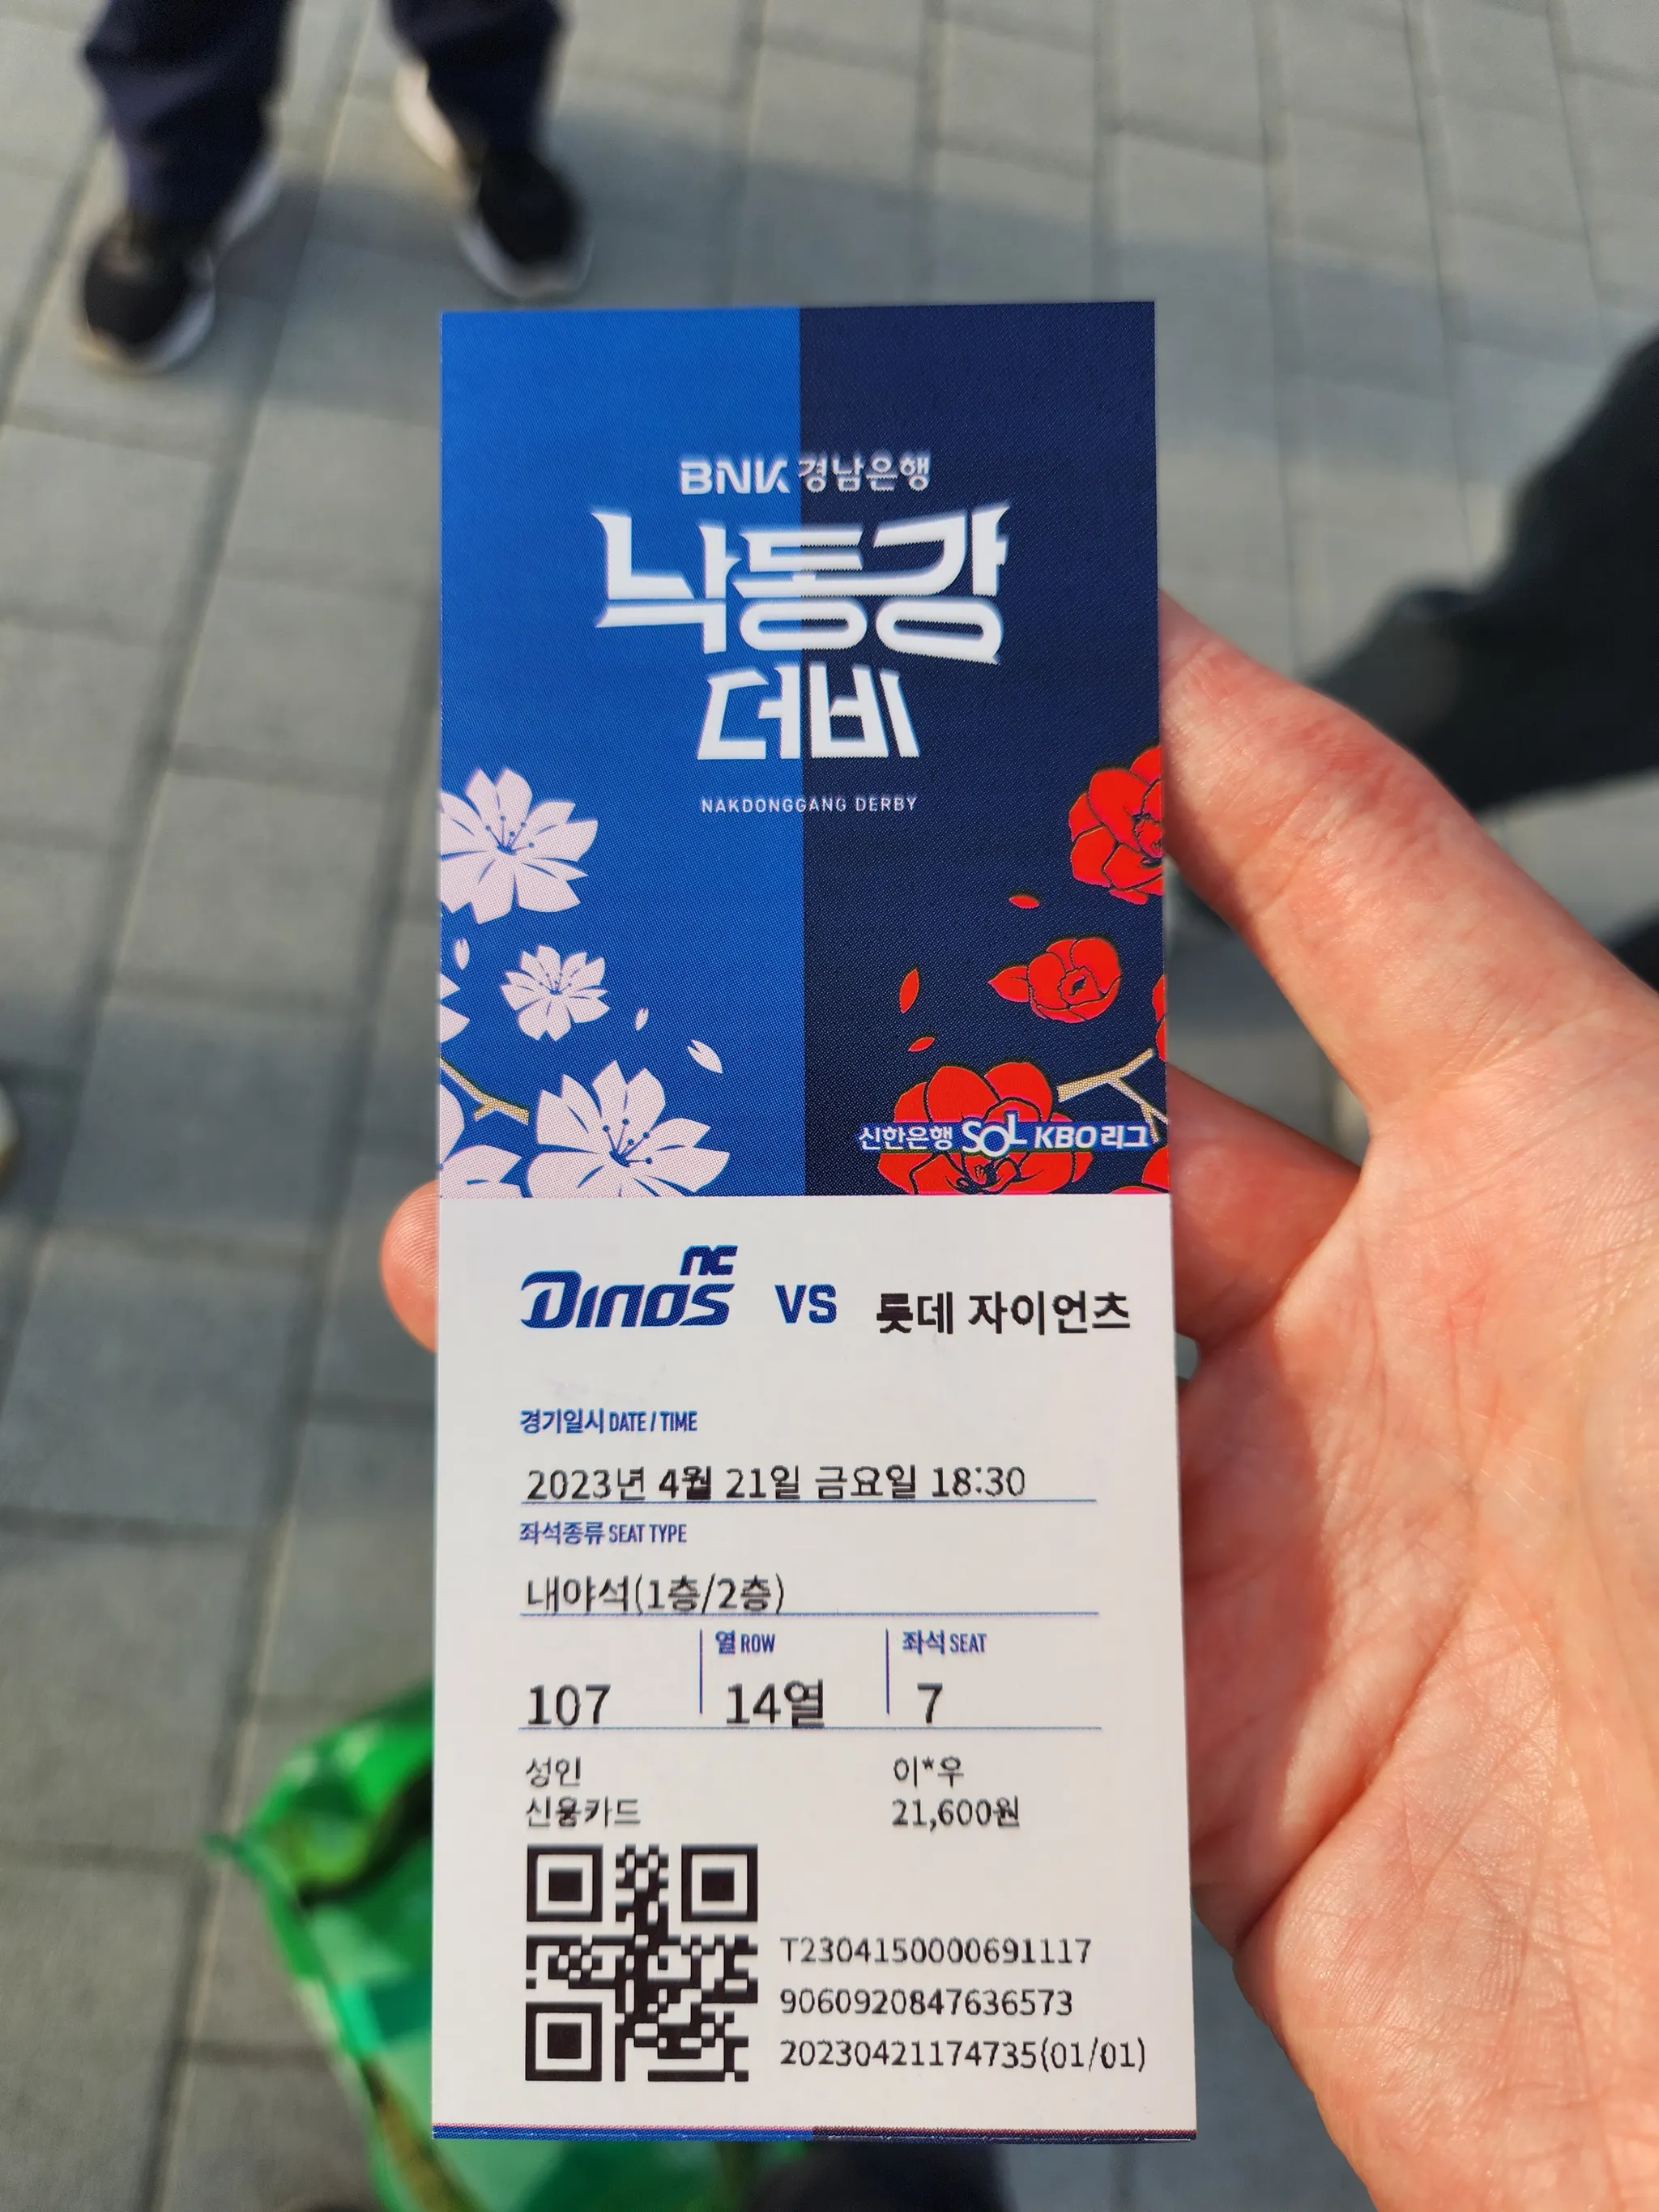 BNK 경남은행
낙동강
더비
NAKDONGGANG DERBY
신한은행 SOL KBO 리그
NC
DINOS VS 롯데 자이언츠
경기일시 DATE / TIME
2023년 4월 21일 금요일 18:30
좌석종류 SEAT TYPE
내야석(1층/2층)
열 ROW 좌석 SEAT
107 14열 7
성인 이*우
신용카드 21,600원
T2304150000691117
9060920847636573
20230421174735(01/01)